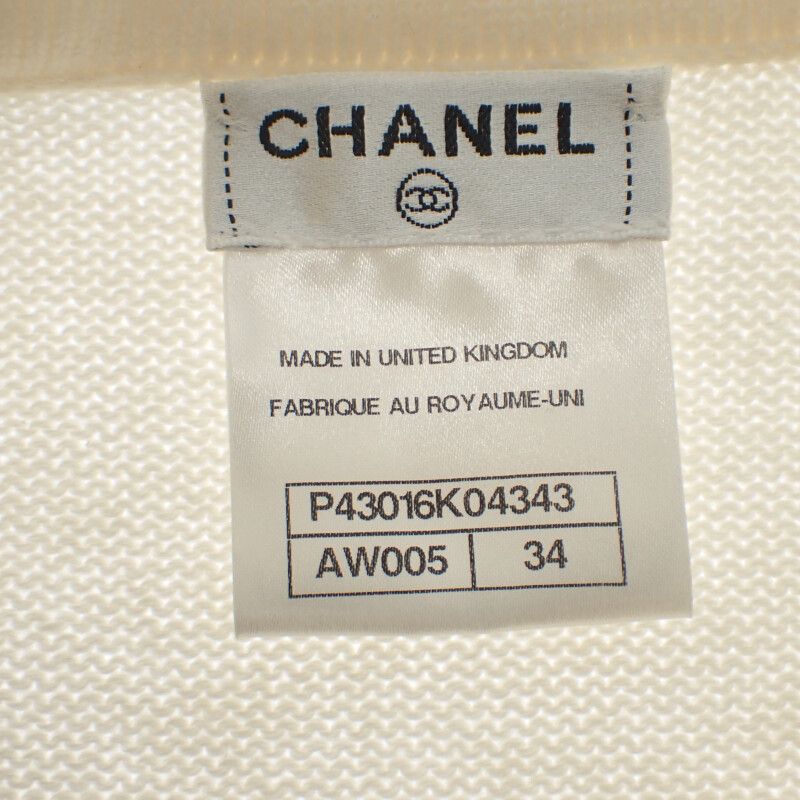 CHANEL
MADE IN UNITED KINGDOM
FABRIQUE AU ROYAUME-UNI
P43016K04343
AW005 34